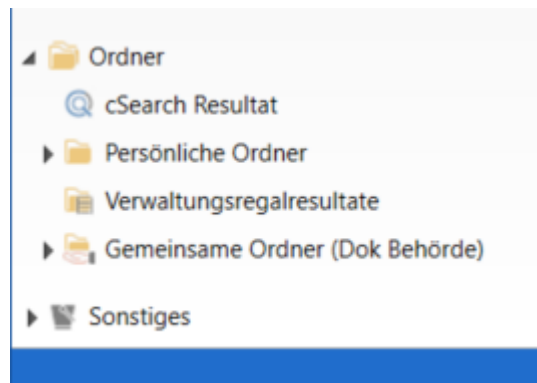 Ordner
cSearch Resultat
Persönliche Ordner
Verwaltungsregalresultate
Gemeinsame Ordner (Dok Behörde)
Sonstiges